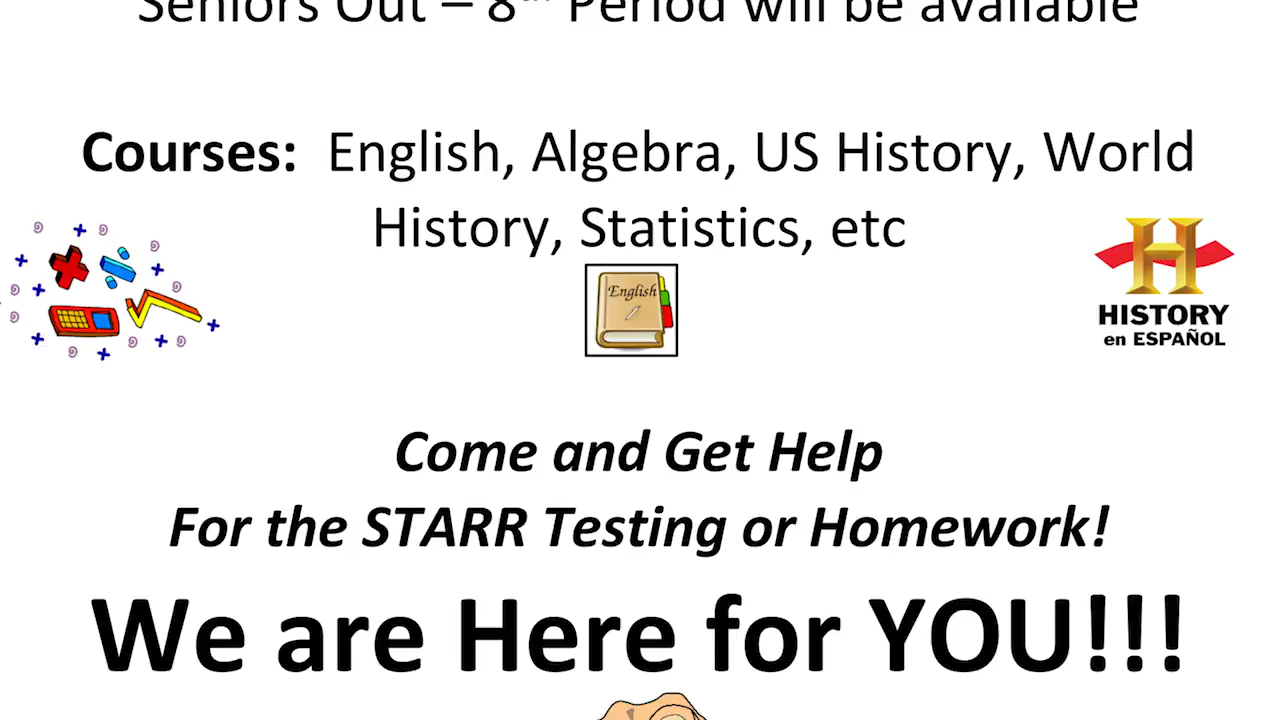 Seniors Out – 8th Period will be available
Courses: English, Algebra, US History, World
History, Statistics, etc
English
HISTORY
en ESPAÑOL
Come and Get Help
For the STARR Testing or Homework!
We are Here for YOU!!!